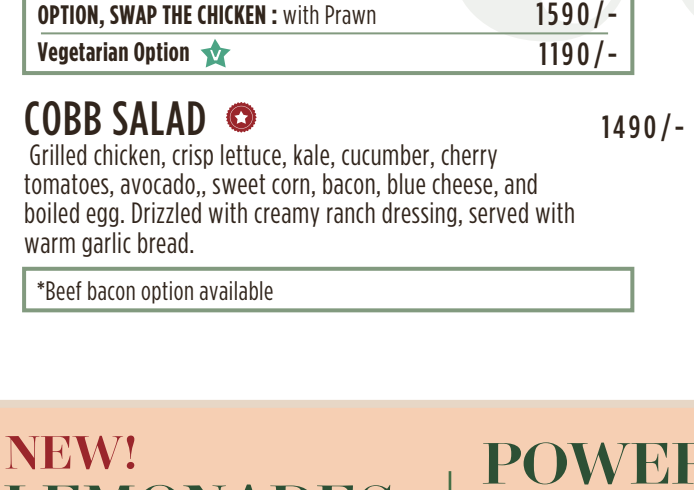 OPTION, SWAP THE CHICKEN : with Prawn 1590/-
Vegetarian Option V 1190/-
COBB SALAD 1490/-
Grilled chicken, crisp lettuce, kale, cucumber, cherry
tomatoes, avocado,, sweet corn, bacon, blue cheese, and
boiled egg. Drizzled with creamy ranch dressing, served with
warm garlic bread.
*Beef bacon option available
NEW!
LEMONADES
POWER